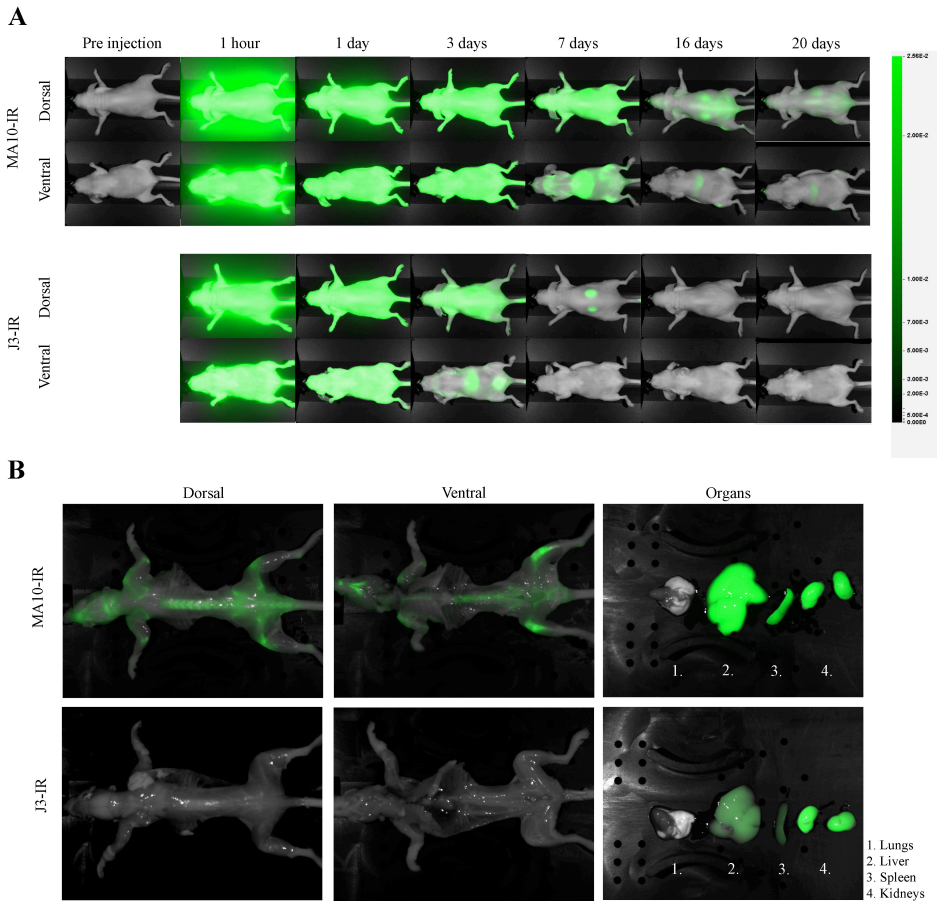 A
Pre injection 1 hour 1 day 3 days 7 days 16 days 20 days
MA10-IR
Dorsal
Ventral
J3-IR
Dorsal
Ventral
2.56E-2
2.00E-2
1.00E-2
7.00E-3
5.00E-3
3.00E-3
2.00E-3
5.00E-4
0.00E0
B
Dorsal Ventral Organs
MA10-IR
1. 2. 3. 4.
J3-IR
1. 2. 3. 4.
1. Lungs
2. Liver
3. Spleen
4. Kidneys